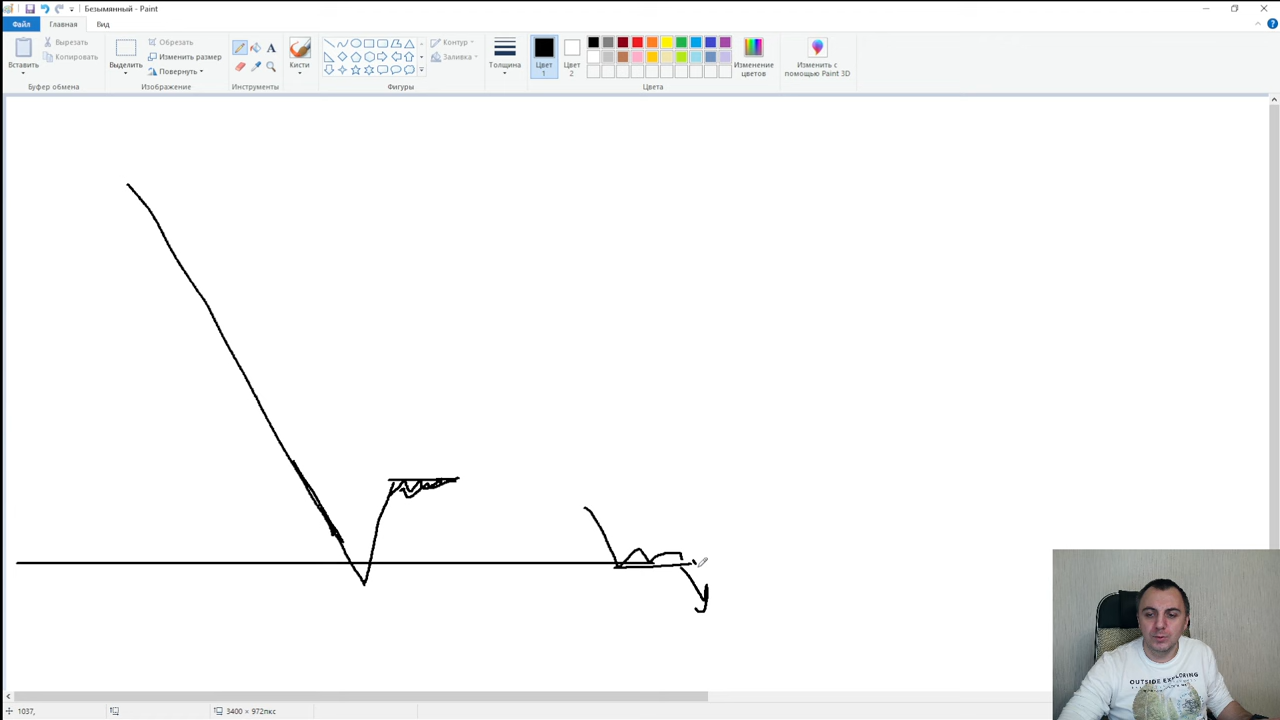 Безымянный - Paint
Файл Главная Вид
Вставить
Вырезать
Копировать
Буфер обмена
Выделить
Обрезать
Изменить размер
Повернуть
Изображение
A
Инструменты
Кисти
Контур
Заливка
Фигуры
Толщина
Цвет 1
Цвет 2
Изменение цветов
Цвета
Изменить с помощью Paint 3D
OUTSIDE EXPLORING
1037,
3400 × 972пкс